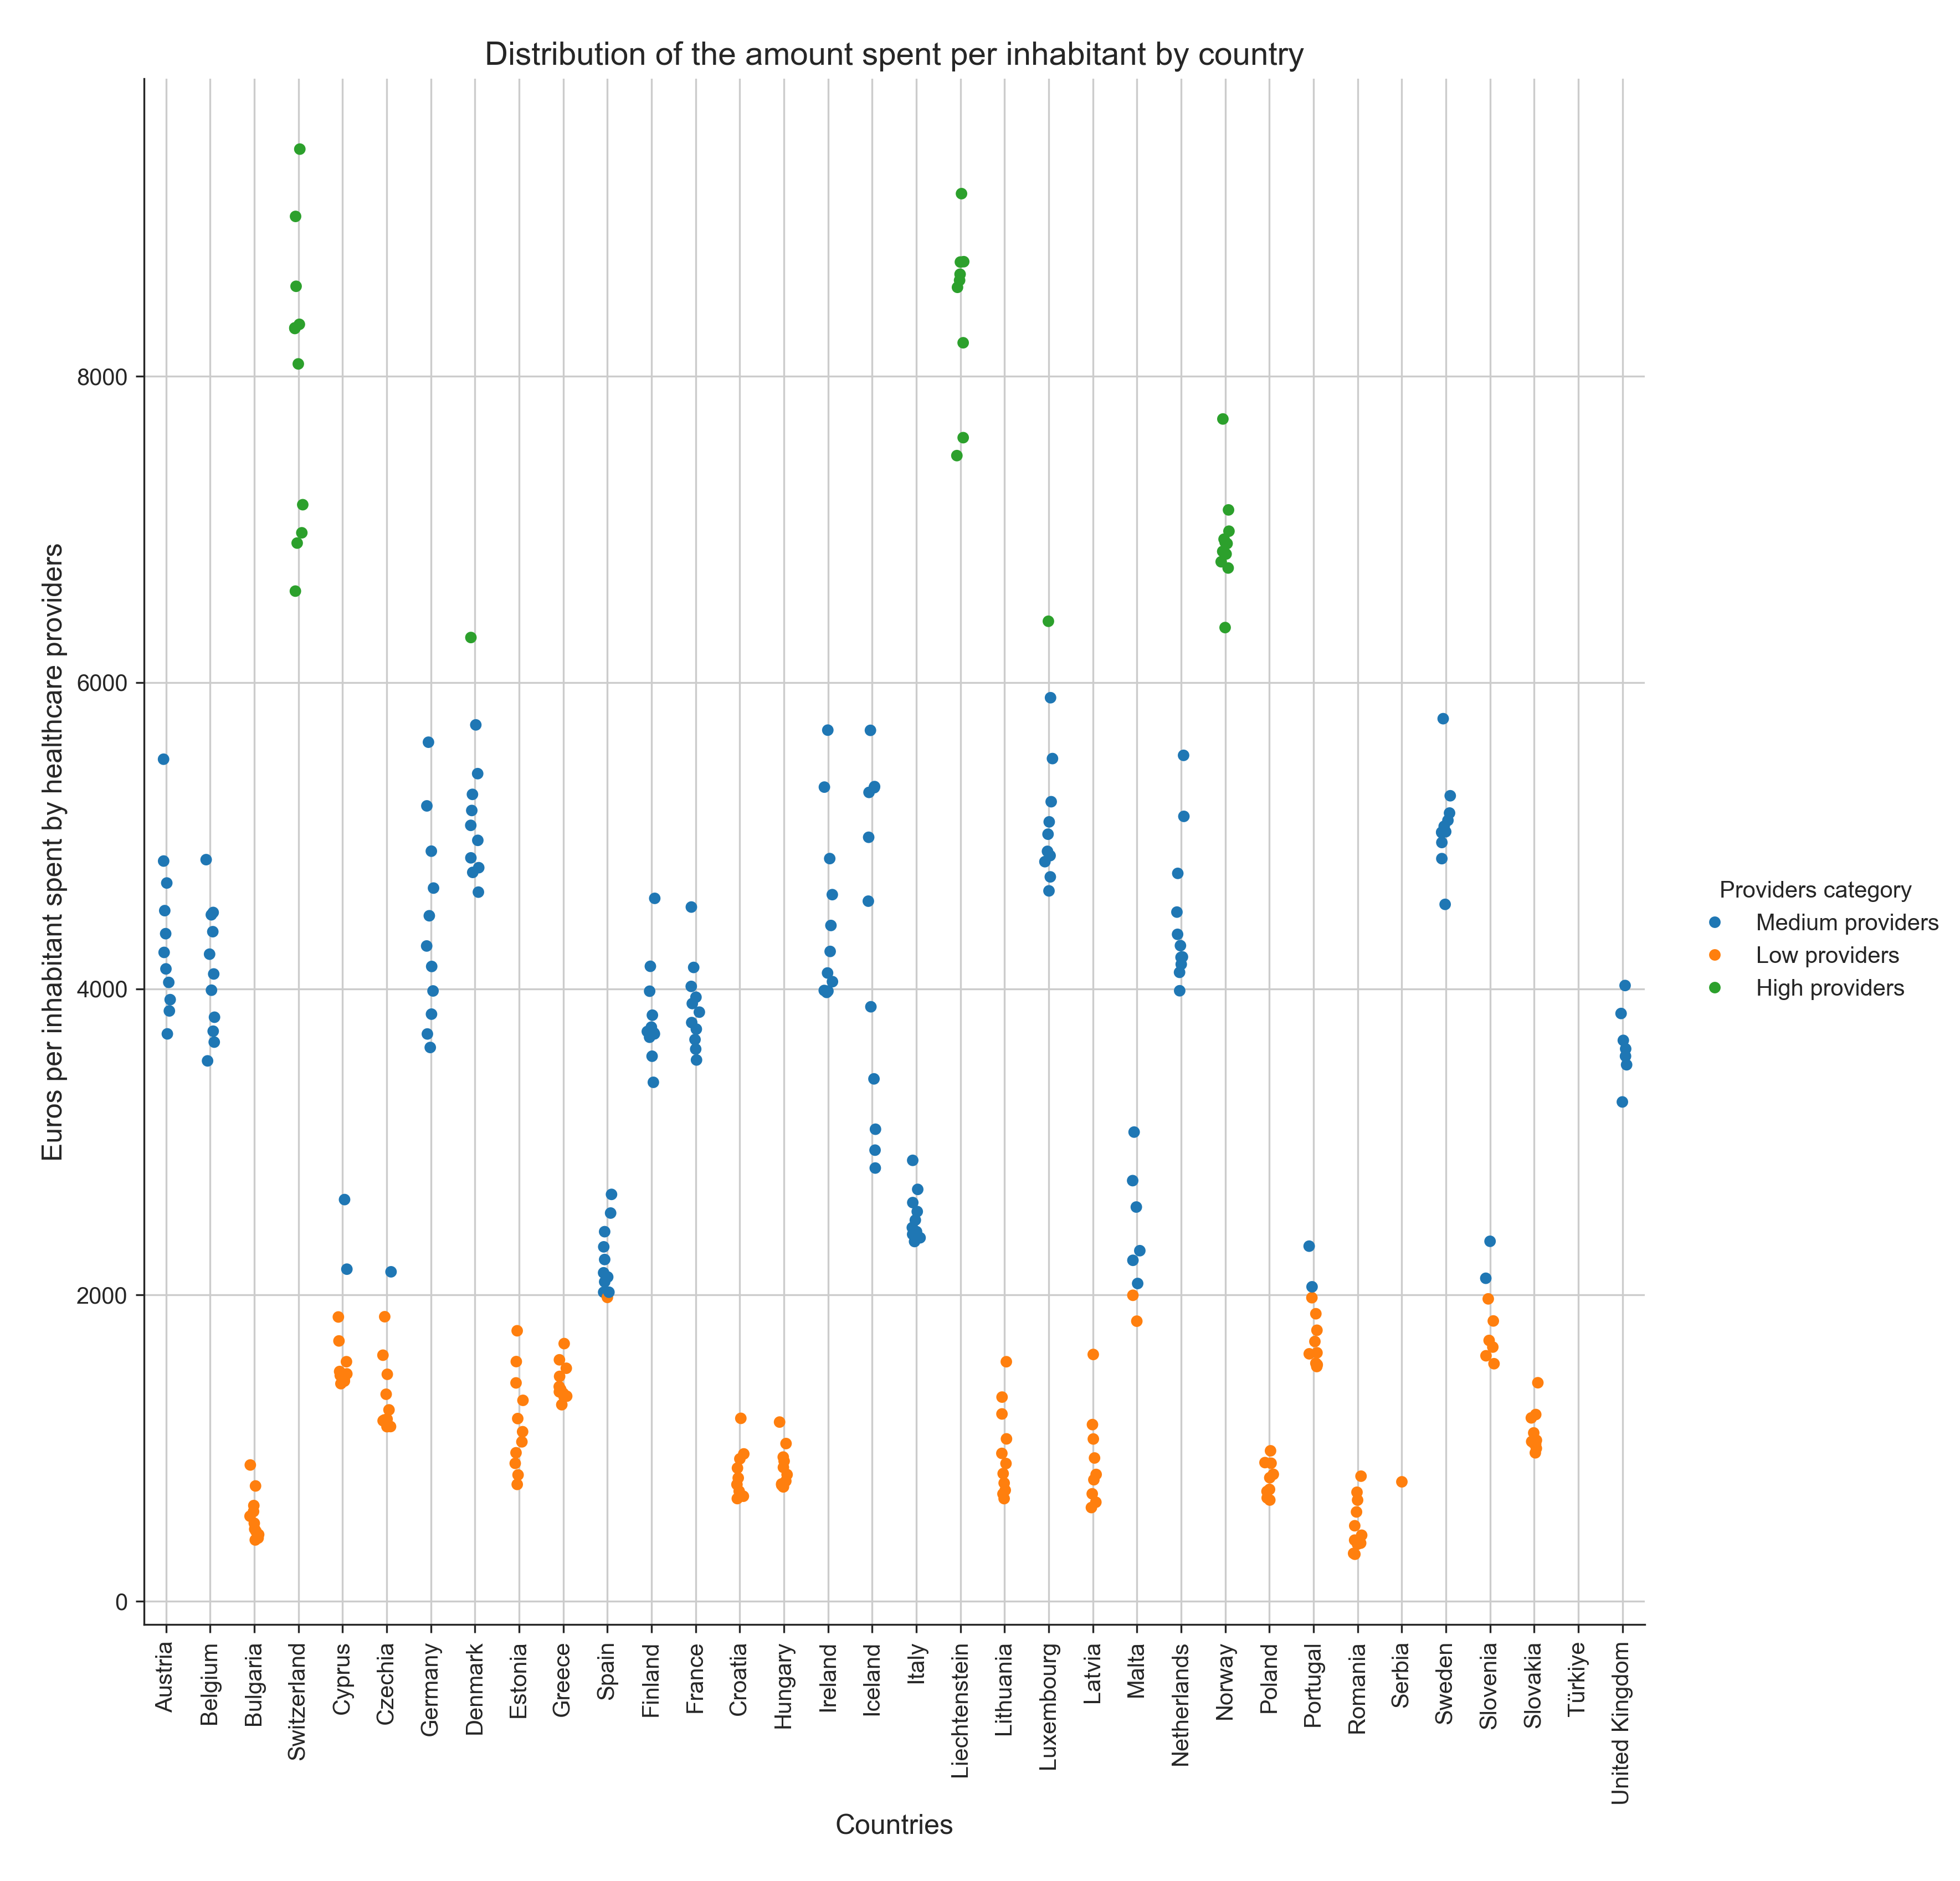 Distribution of the amount spent per inhabitant by country
Euros per inhabitant spent by healthcare providers
8000
6000
4000
2000
0
Austria
Belgium
Bulgaria
Switzerland
Cyprus
Czechia
Germany
Denmark
Estonia
Greece
Spain
Finland
France
Croatia
Hungary
Ireland
Iceland
Italy
Liechtenstein
Lithuania
Luxembourg
Latvia
Malta
Netherlands
Norway
Poland
Portugal
Romania
Serbia
Sweden
Slovenia
Slovakia
Türkiye
United Kingdom
Countries
Providers category
Medium providers
Low providers
High providers